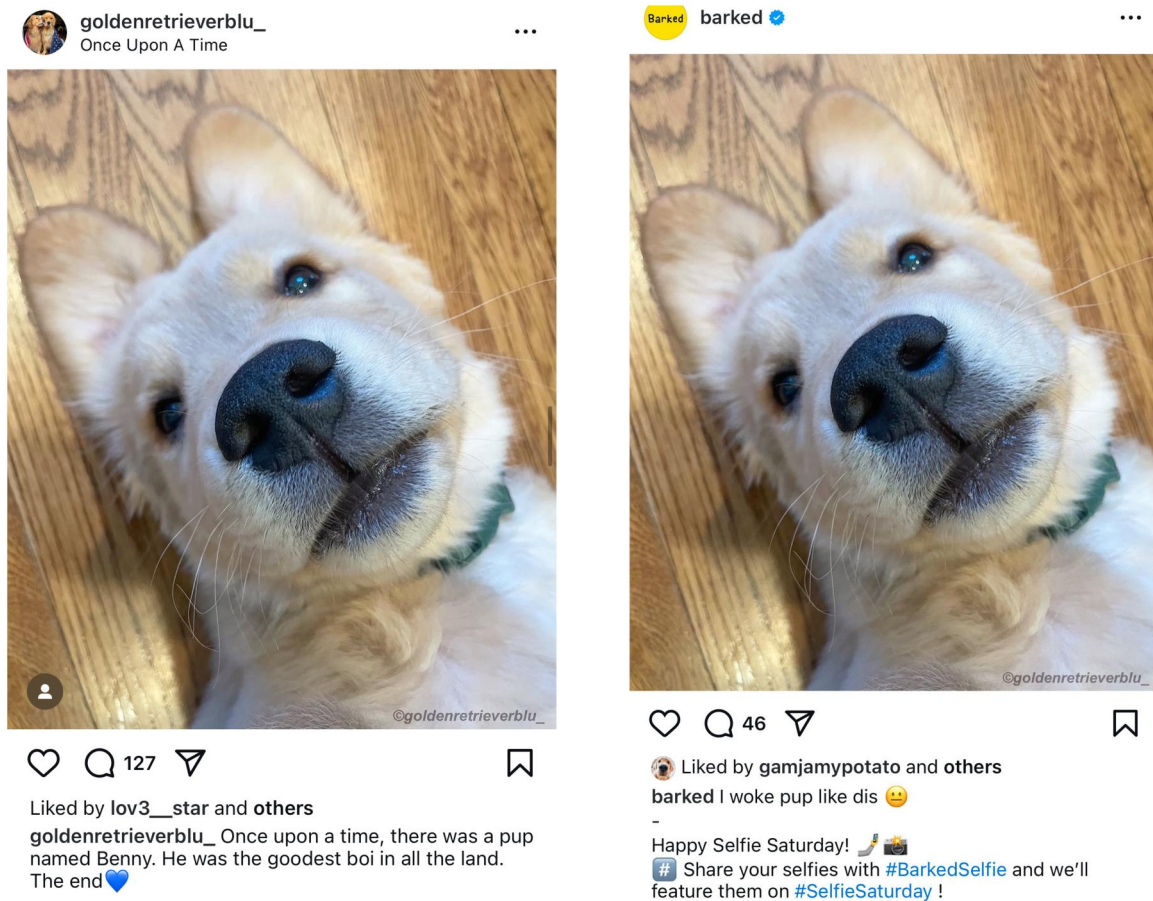 goldenretrieverblu_
Once Upon A Time
©goldenretrieverblu_
127
Liked by lov3__star and others
goldenretrieverblu_ Once upon a time, there was a pup
named Benny. He was the goodest boi in all the land.
The end💙
Barked
barked
©goldenretrieverblu_
46
Liked by gamjamypotato and others
barked I woke pup like dis 😐
-
Happy Selfie Saturday! 🤳📸
#️⃣ Share your selfies with #BarkedSelfie and we’ll
feature them on #SelfieSaturday !